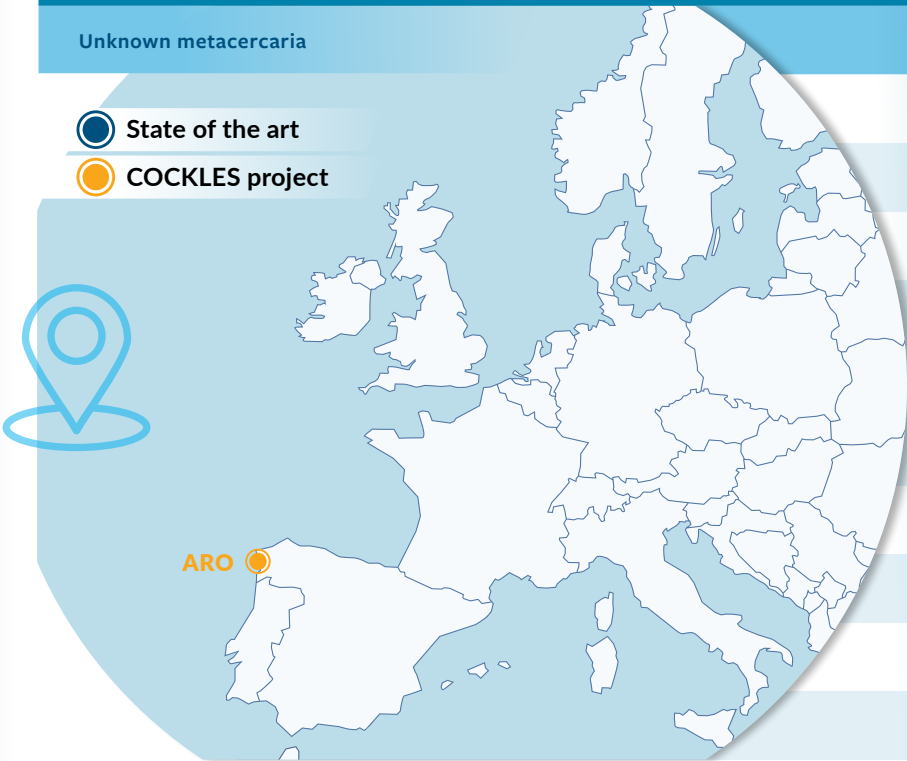 Unknown metacercaria
State of the art
COCKLES project
ARO